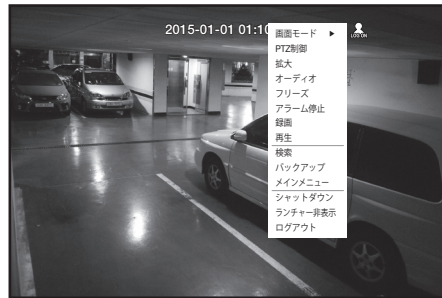 2015-01-01 01:10
画面モード ▶
LOG ON
PTZ制御
拡大
オーディオ
フリーズ
アラーム停止
録画
再生
検索
バックアップ
メインメニュー
シャットダウン
ランチャー非表示
ログアウト